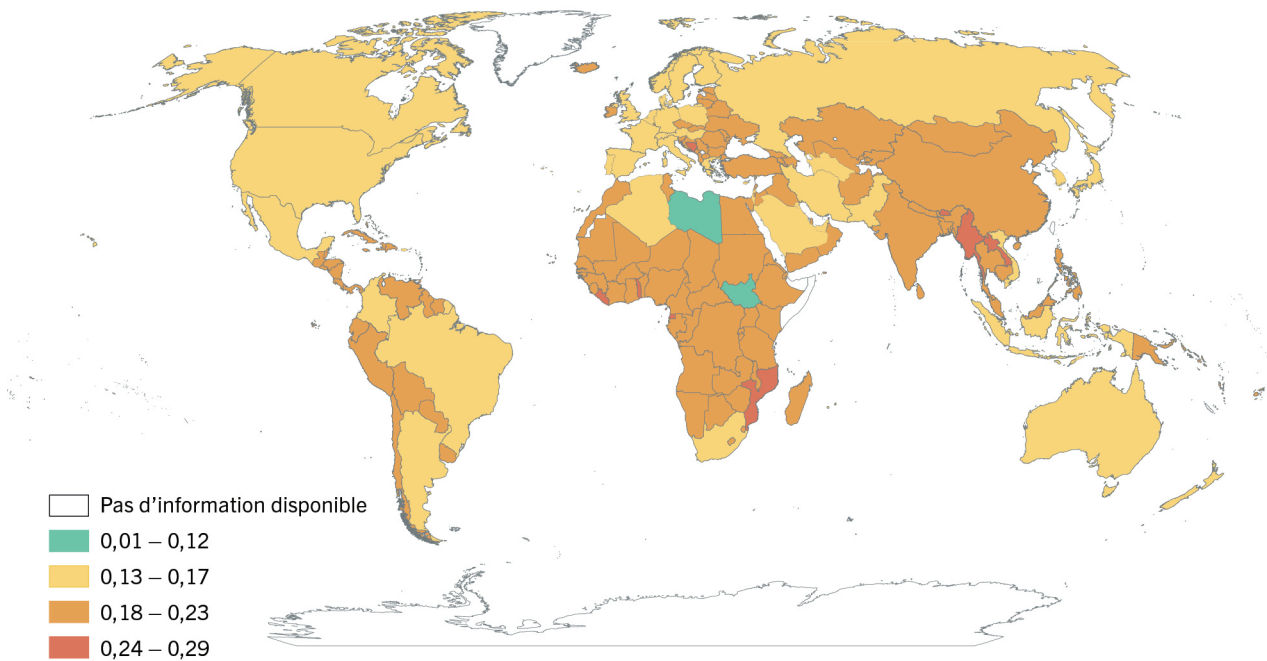 Pas d’information disponible
0,01 – 0,12
0,13 – 0,17
0,18 – 0,23
0,24 – 0,29